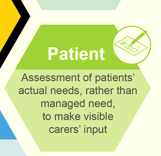 Patient
Assessment of patients'
actual needs, rather than
managed need,
to make visible
carers' input